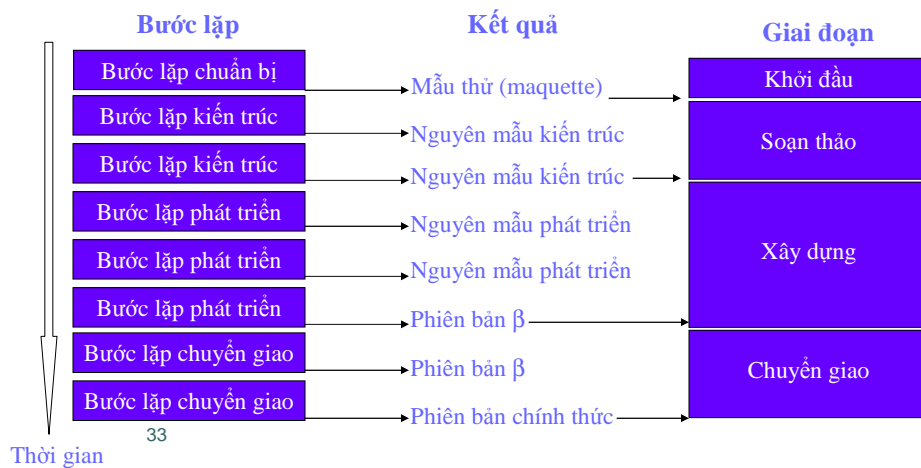 Bước lặp Kết quả Giai đoạn
Bước lặp chuẩn bị Mẫu thử (maquette) Khởi đầu
Bước lặp kiến trúc Nguyên mẫu kiến trúc Soạn thảo
Bước lặp kiến trúc Nguyên mẫu kiến trúc
Bước lặp phát triển Nguyên mẫu phát triển
Bước lặp phát triển Nguyên mẫu phát triển Xây dựng
Bước lặp phát triển Phiên bản β
Bước lặp chuyển giao Phiên bản β Chuyển giao
Bước lặp chuyển giao Phiên bản chính thức
33
Thời gian